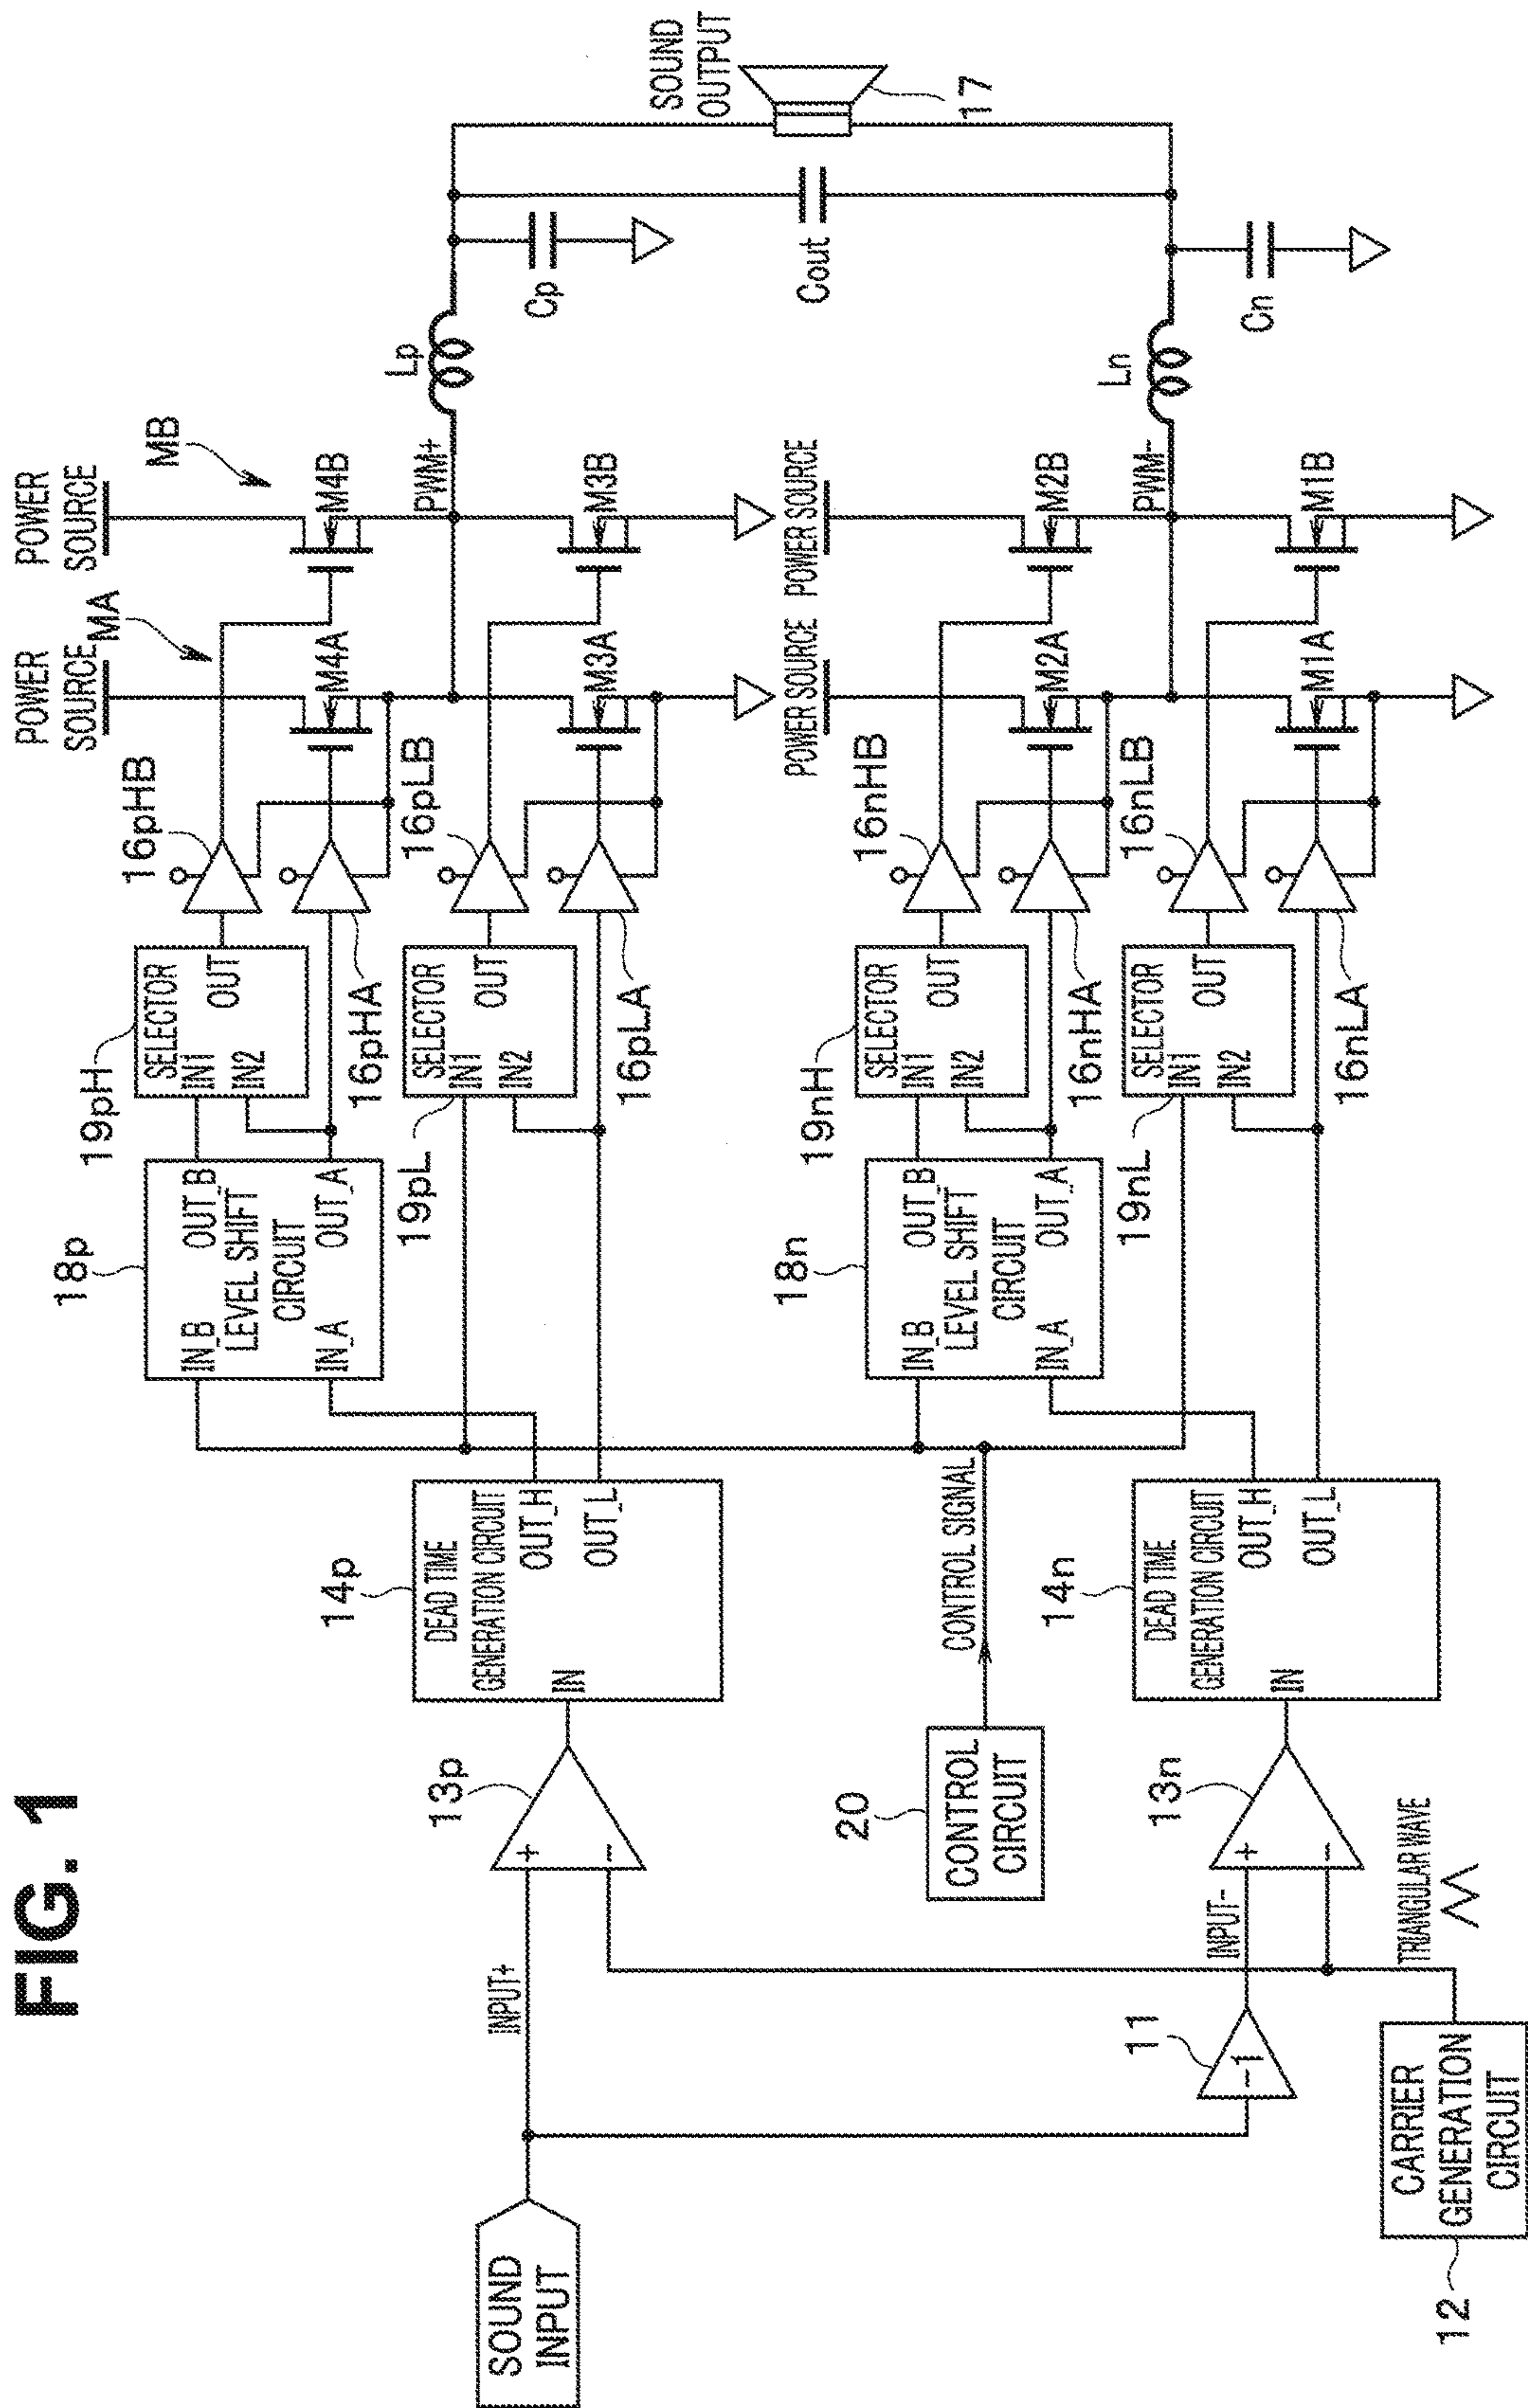 FIG. 1
SOUND
INPUT
INPUT+
11
-1
INPUT-
CARRIER
GENERATION
CIRCUIT
12
TRIANGULAR WAVE
13p
+
-
13n
+
-
20
CONTROL
CIRCUIT
CONTROL SIGNAL
14p
DEAD TIME
GENERATION CIRCUIT
IN
OUT_H
OUT_L
14n
DEAD TIME
GENERATION CIRCUIT
IN
OUT_H
OUT_L
18p
IN_B
OUT_B
LEVEL SHIFT
CIRCUIT
IN_A
OUT_A
18n
IN_B
OUT_B
LEVEL SHIFT
CIRCUIT
IN_A
OUT_A
19pH
SELECTOR
IN1
OUT
IN2
19pL
SELECTOR
IN1
OUT
IN2
19nH
SELECTOR
IN1
OUT
IN2
19nL
SELECTOR
IN1
OUT
IN2
16pHB
16pHA
16pLB
16pLA
16nHB
16nHA
16nLB
16nLA
POWER
SOURCE
MA
POWER
SOURCE
MB
M4A
M4B
PWM+
M3A
M3B
POWER SOURCE
POWER SOURCE
M2A
M2B
PWM-
M1A
M1B
Lp
Cp
Cout
Ln
Cn
SOUND
OUTPUT
17